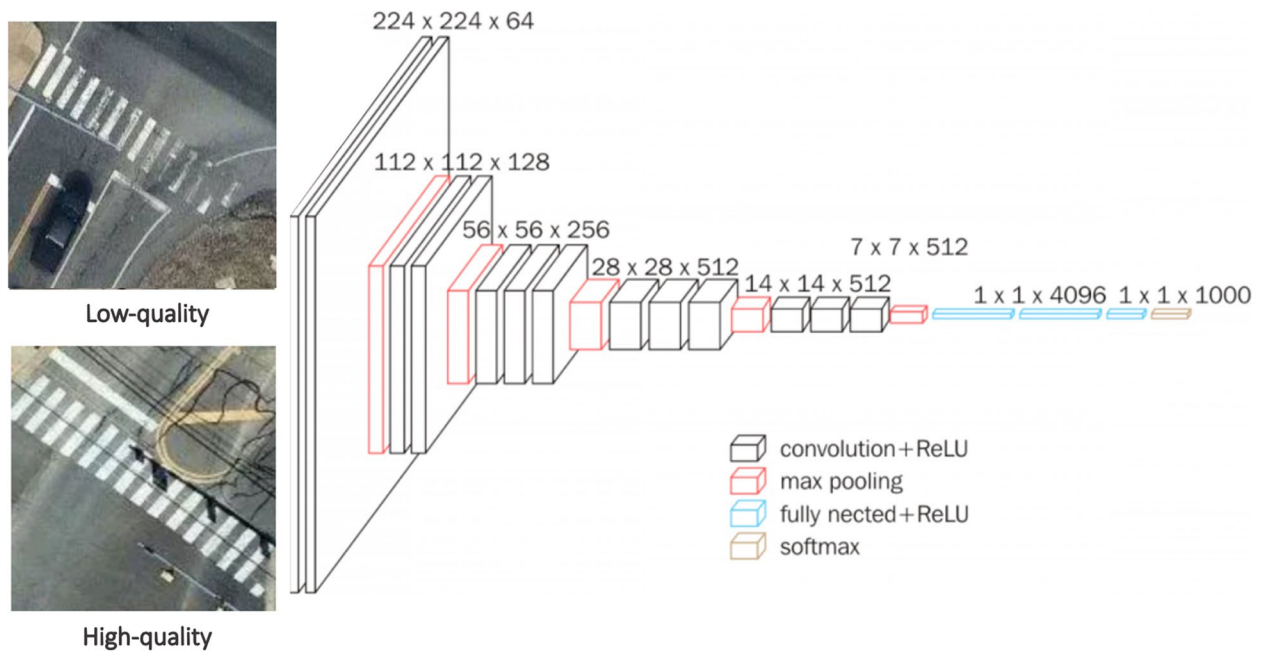 Low-quality
High-quality
224 x 224 x 64
112 x 112 x 128
56 x 56 x 256
28 x 28 x 512
14 x 14 x 512
7 x 7 x 512
1 x 1 x 4096
1 x 1 x 1000
convolution+ReLU
max pooling
fully nected+ReLU
softmax